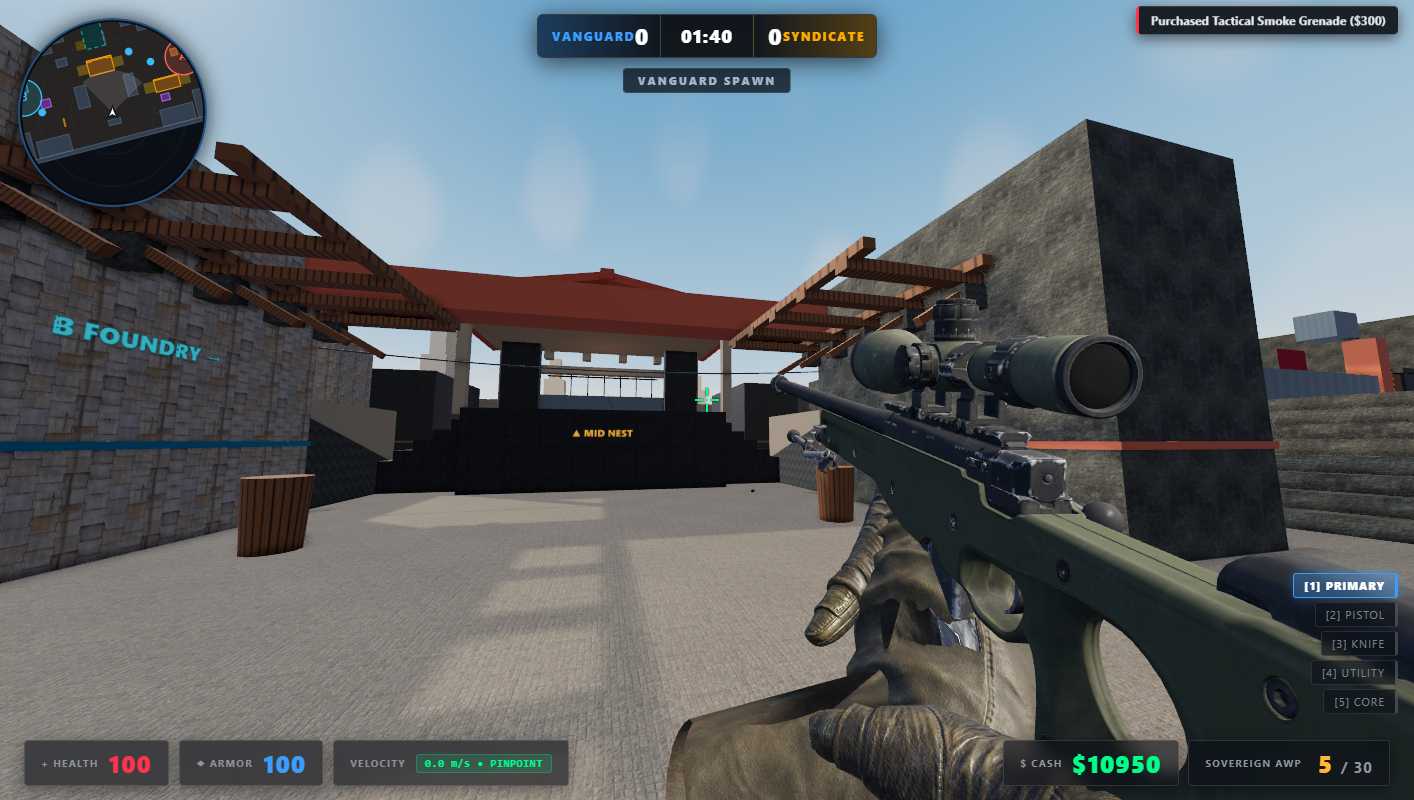 Purchased Tactical Smoke Grenade ($300)
VANGUARD 0 01:40 0 SYNDICATE
VANGUARD SPAWN
B FOUNDRY →
▲ MID NEST
[1] PRIMARY
[2] PISTOL
[3] KNIFE
[4] UTILITY
[5] CORE
+ HEALTH 100
◆ ARMOR 100
VELOCITY 0.0 m/s • PINPOINT
$ CASH $10950
SOVEREIGN AWP 5 / 30